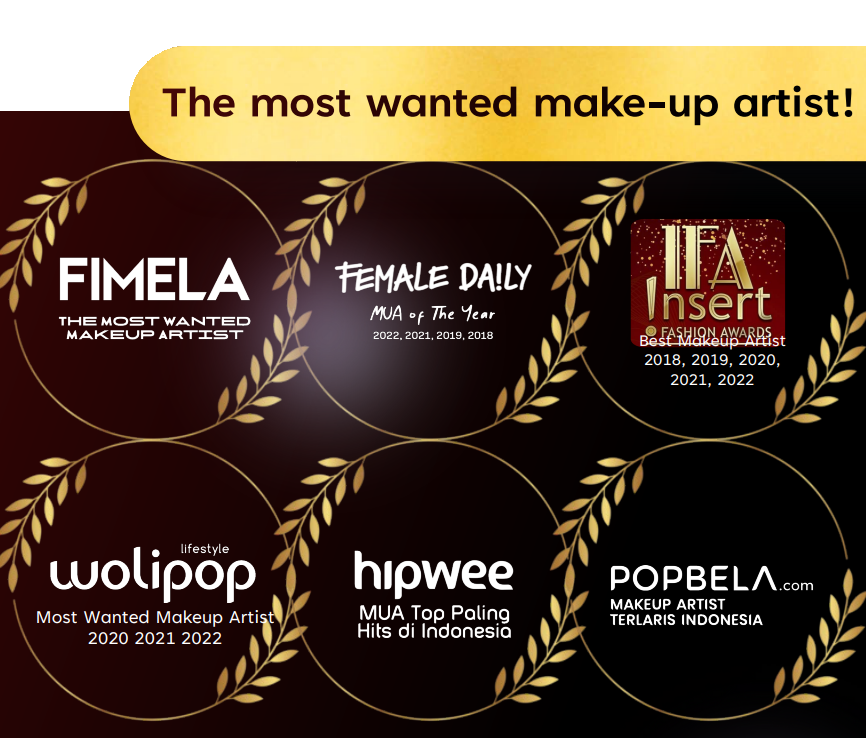 The most wanted make-up artist!
FIMELA
THE MOST WANTED
MAKEUP ARTIST
FEMALE DA!LY
MUA of The Year
2022, 2021, 2019, 2018
IFA
Insert
FASHION AWARDS
Best Makeup Artist
2018, 2019, 2020,
2021, 2022
lifestyle
wolipop
Most Wanted Makeup Artist
2020 2021 2022
hipwee
MUA Top Paling
Hits di Indonesia
POPBELA.com
MAKEUP ARTIST
TERLARIS INDONESIA